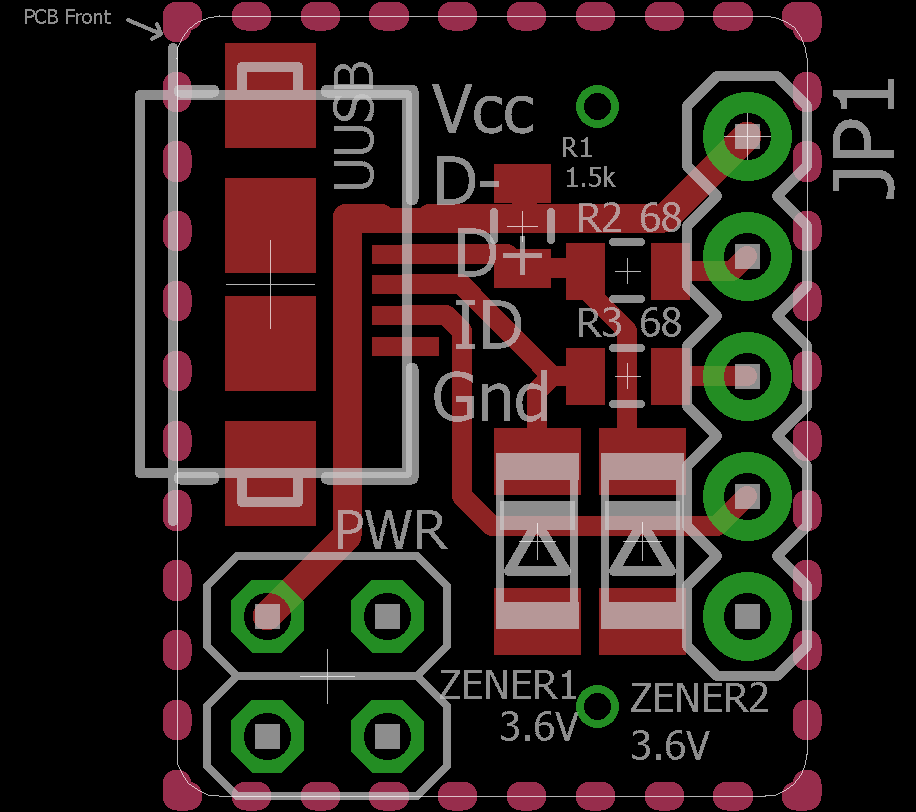 PCB Front
UUSB
Vcc
JP1
R1
1.5k
D-
R2 68
D+
ID
R3 68
Gnd
PWR
ZENER1
3.6V
ZENER2
3.6V